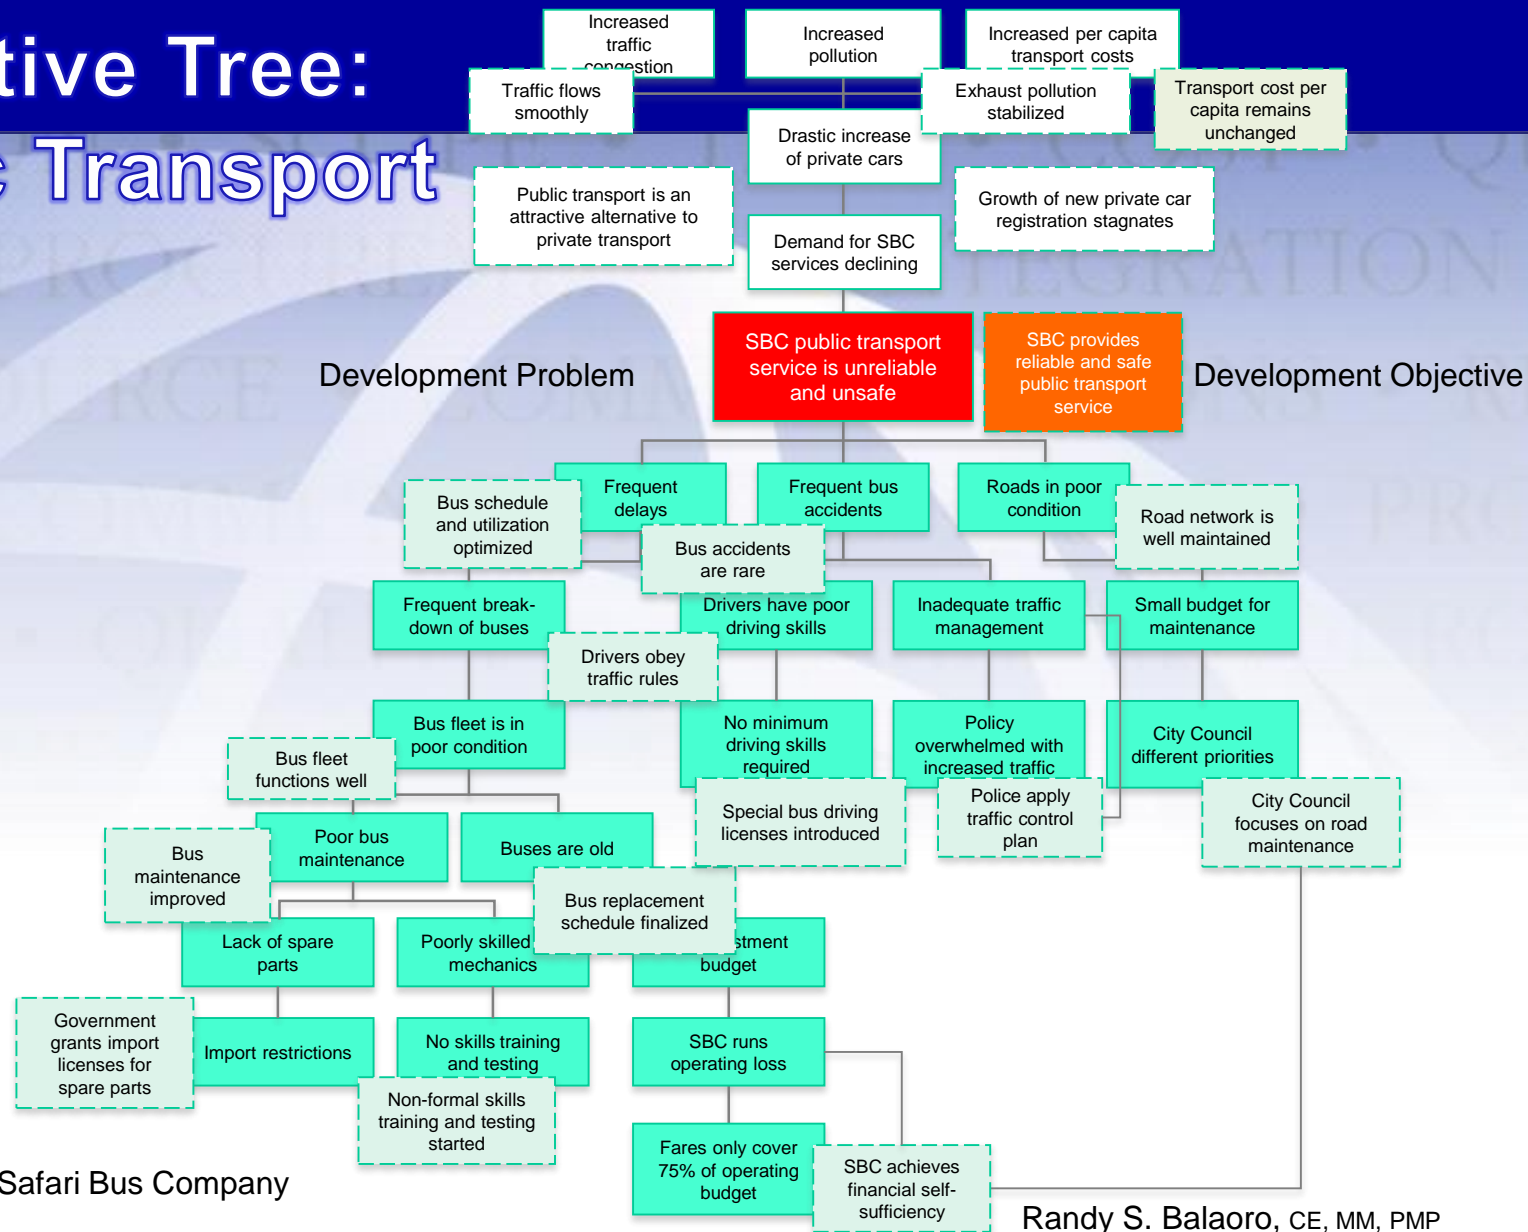 tive Tree:
c Transport
Increased
traffic
congestion
Increased
pollution
Increased per capita
transport costs
Traffic flows
smoothly
Exhaust pollution
stabilized
Transport cost per
capita remains
unchanged
Drastic increase
of private cars
Public transport is an
attractive alternative to
private transport
Growth of new private car
registration stagnates
Demand for SBC
services declining
Development Problem
SBC public transport
service is unreliable
and unsafe
SBC provides
reliable and safe
public transport
service
Development Objective
Frequent
delays
Frequent bus
accidents
Roads in poor
condition
Bus schedule
and utilization
optimized
Bus accidents
are rare
Road network is
well maintained
Frequent break-
down of buses
Drivers have poor
driving skills
Inadequate traffic
management
Small budget for
maintenance
Drivers obey
traffic rules
Bus fleet is in
poor condition
No minimum
driving skills
required
Policy
overwhelmed with
increased traffic
City Council
different priorities
Bus fleet
functions well
Special bus driving
licenses introduced
Police apply
traffic control
plan
City Council
focuses on road
maintenance
Poor bus
maintenance
Buses are old
Bus
maintenance
improved
Bus replacement
schedule finalized
Lack of spare
parts
Poorly skilled
mechanics
stment
budget
Government
grants import
licenses for
spare parts
Import restrictions
No skills training
and testing
SBC runs
operating loss
Non-formal skills
training and testing
started
Fares only cover
75% of operating
budget
SBC achieves
financial self-
sufficiency
Safari Bus Company
Randy S. Balaoro, CE, MM, PMP